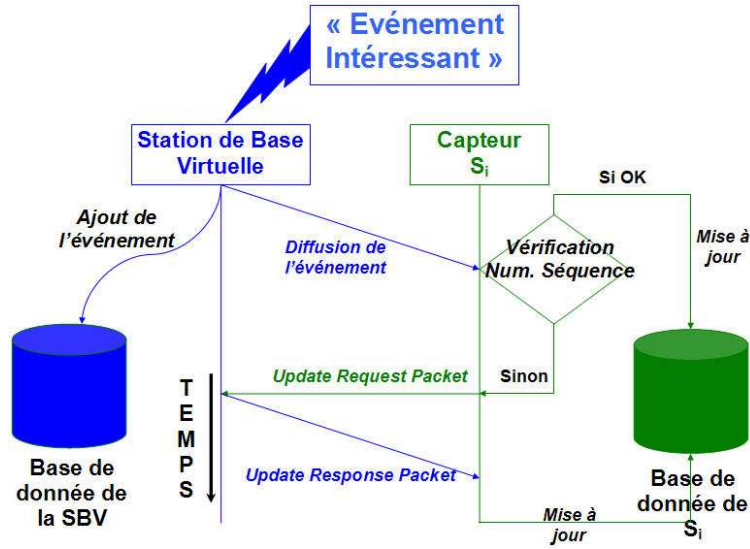 « Evénement
Intéressant »
Station de Base
Virtuelle
Capteur
Si
Si OK
Ajout de
l'événement
Diffusion de
l'événement
Vérification
Num. Séquence
Mise à
jour
Update Request Packet
Sinon
TEMPS
Update Response Packet
Base de
donnée de
la SBV
Base de
donnée de
Si
Mise à
jour